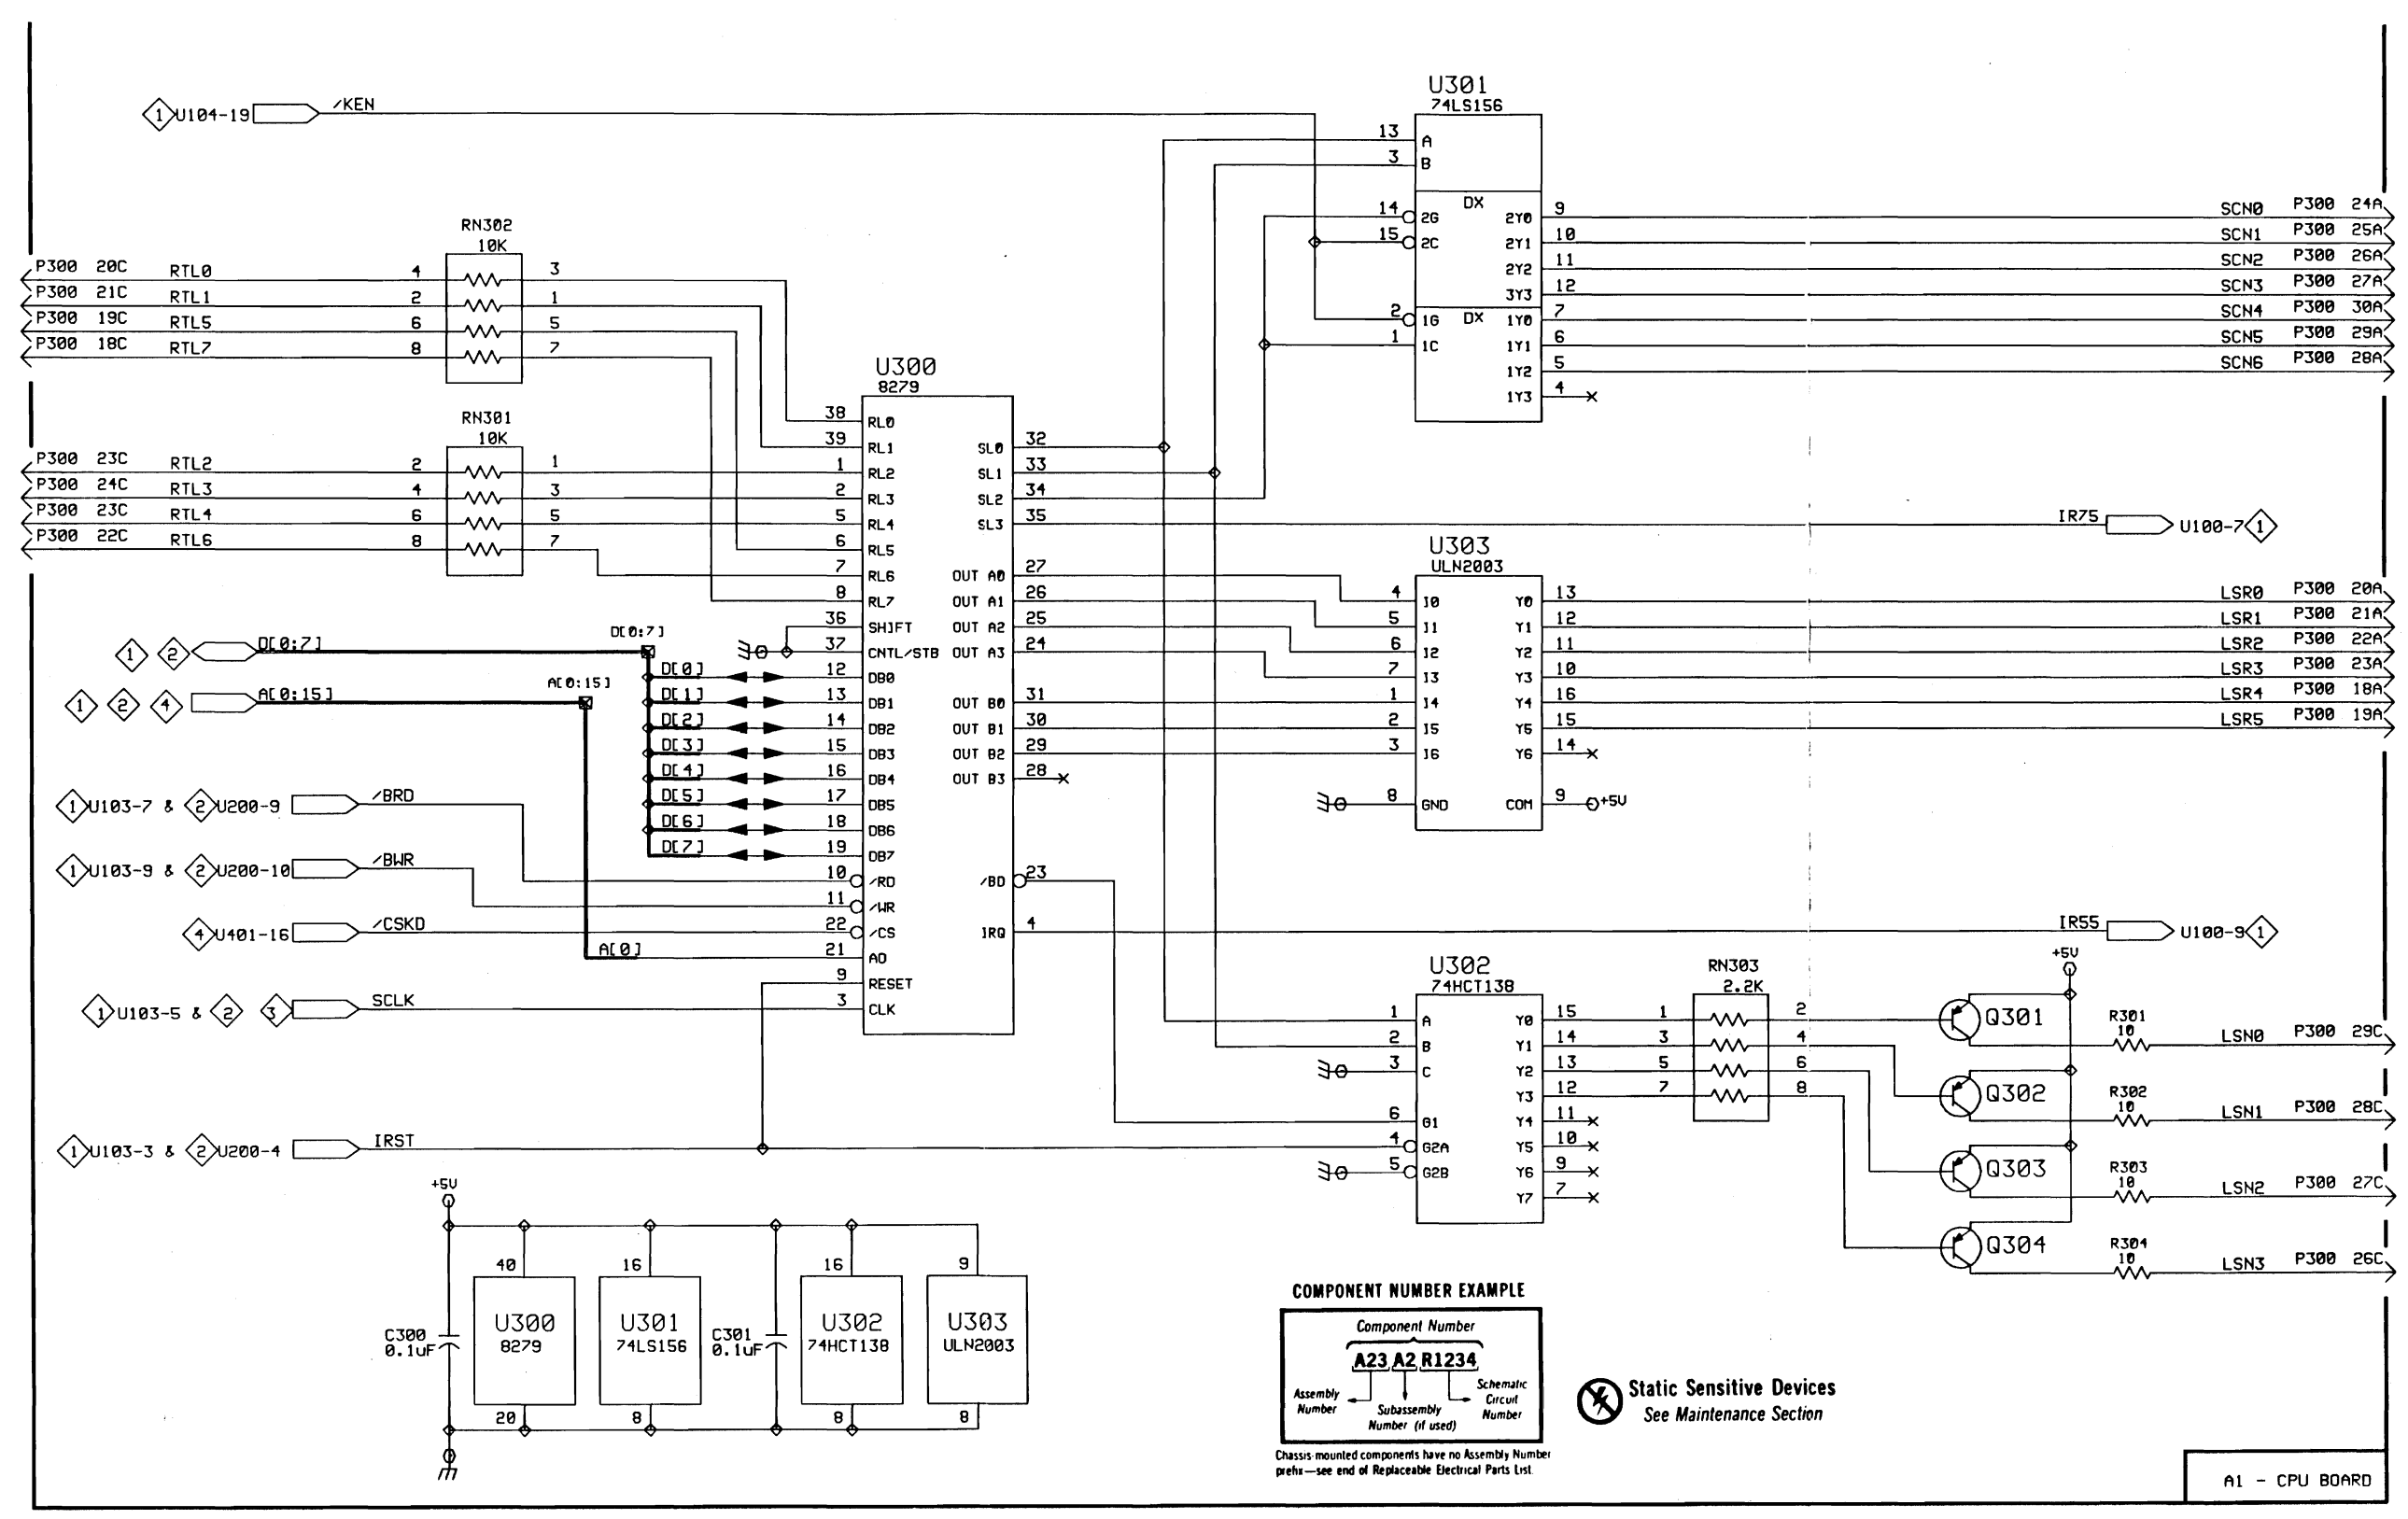 U301
74LS156
1 U104-19 /KEN
13 A
3 B
DX
14 2G 2Y0 9 SCN0 P300 24A
15 2C 2Y1 10 SCN1 P300 25A
2Y2 11 SCN2 P300 26A
3Y3 12 SCN3 P300 27A
2 1G DX 1Y0 7 SCN4 P300 30A
1 1C 1Y1 6 SCN5 P300 29A
1Y2 5 SCN6 P300 28A
1Y3 4
RN302
10K
P300 20C RTL0 4 3
P300 21C RTL1 2 1
P300 19C RTL5 6 5
P300 18C RTL7 8 7
RN301
10K
P300 23C RTL2 2 1
P300 24C RTL3 4 3
P300 23C RTL4 6 5
P300 22C RTL6 8 7
U300
8279
38 RL0
39 RL1 SL0 32
1 RL2 SL1 33
2 RL3 SL2 34
5 RL4 SL3 35 IR75 U100-7 1
6 RL5
7 RL6 OUT A0 27
8 RL7 OUT A1 26
36 SHIFT OUT A2 25
37 CNTL/STB OUT A3 24
12 DB0
13 DB1 OUT B0 31
14 DB2 OUT B1 30
15 DB3 OUT B2 29
16 DB4 OUT B3 28
17 DB5
18 DB6
19 DB7
10 /RD /BD 23
11 /WR
22 /CS IRQ 4 IR55 U100-9 1
21 A0
9 RESET
3 CLK
1 2 D[0:7] D[0:7]
1 2 4 A[0:15] A[0:15]
D[0]
D[1]
D[2]
D[3]
D[4]
D[5]
D[6]
D[7]
1 U103-7 & 2 U200-9 /BRD
1 U103-9 & 2 U200-10 /BWR
4 U401-16 /CSKD
A[0]
1 U103-5 & 2 3 SCLK
1 U103-3 & 2 U200-4 IRST
U303
ULN2003
4 I0 Y0 13 LSR0 P300 20A
5 I1 Y1 12 LSR1 P300 21A
6 I2 Y2 11 LSR2 P300 22A
7 I3 Y3 10 LSR3 P300 23A
1 I4 Y4 16 LSR4 P300 18A
2 I5 Y5 15 LSR5 P300 19A
3 I6 Y6 14
8 GND COM 9 +5V
U302
74HCT138
RN303
2.2K
+5V
1 A Y0 15 1 2 Q301
2 B Y1 14 3 4
3 C Y2 13 5 6
Y3 12 7 8
6 G1 Y4 11
4 G2A Y5 10
5 G2B Y6 9
Y7 7
R301
10 LSN0 P300 29C
Q302 R302
10 LSN1 P300 28C
Q303 R303
10 LSN2 P300 27C
Q304 R304
10 LSN3 P300 26C
+5V
40 16 16 9
C300
0.1uF
U300
8279
U301
74LS156
C301
0.1uF
U302
74HCT138
U303
ULN2003
20 8 8 8
COMPONENT NUMBER EXAMPLE
Component Number
A23 A2 R1234
Assembly
Number
Subassembly
Number (if used)
Schematic
Circuit
Number
Chassis-mounted components have no Assembly Number
prefix—see end of Replaceable Electrical Parts List.
Static Sensitive Devices
See Maintenance Section
A1 - CPU BOARD